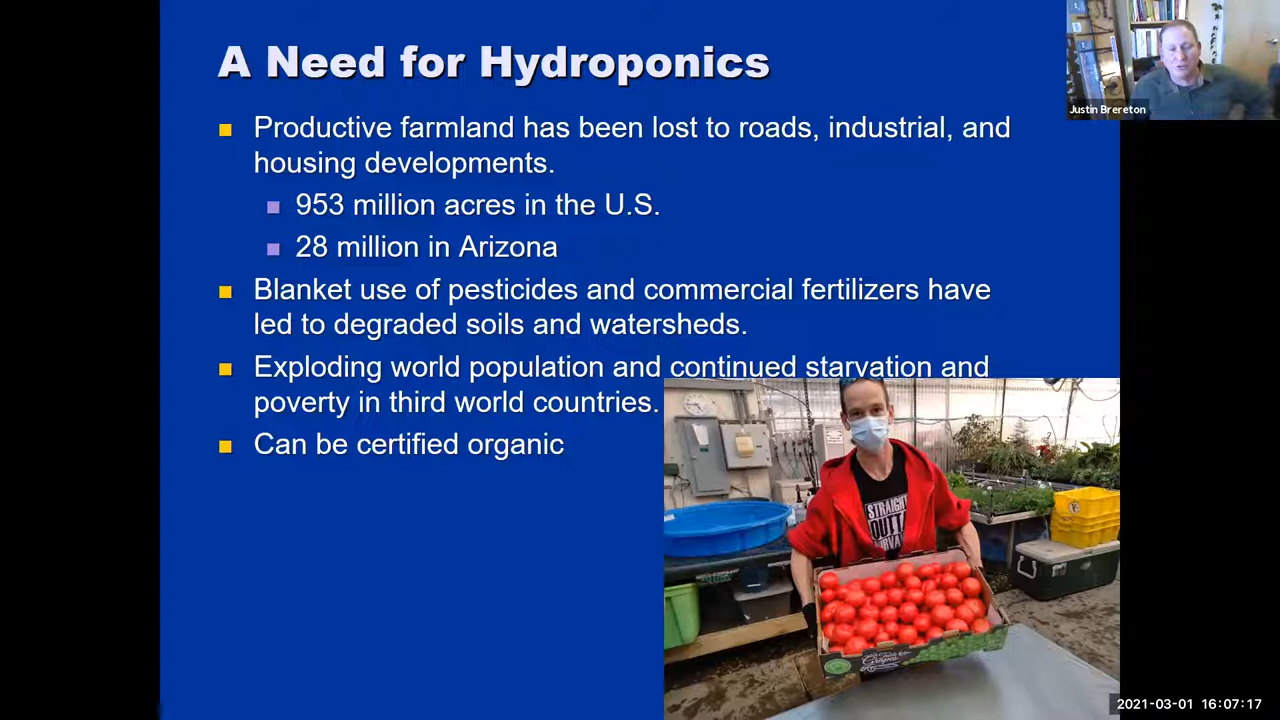 A Need for Hydroponics
Justin Brereton
Productive farmland has been lost to roads, industrial, and
housing developments.
953 million acres in the U.S.
28 million in Arizona
Blanket use of pesticides and commercial fertilizers have
led to degraded soils and watersheds.
Exploding world population and continued starvation and
poverty in third world countries.
Can be certified organic
STRAIGHT
OUTTA
Grapes
2021-03-01 16:07:17